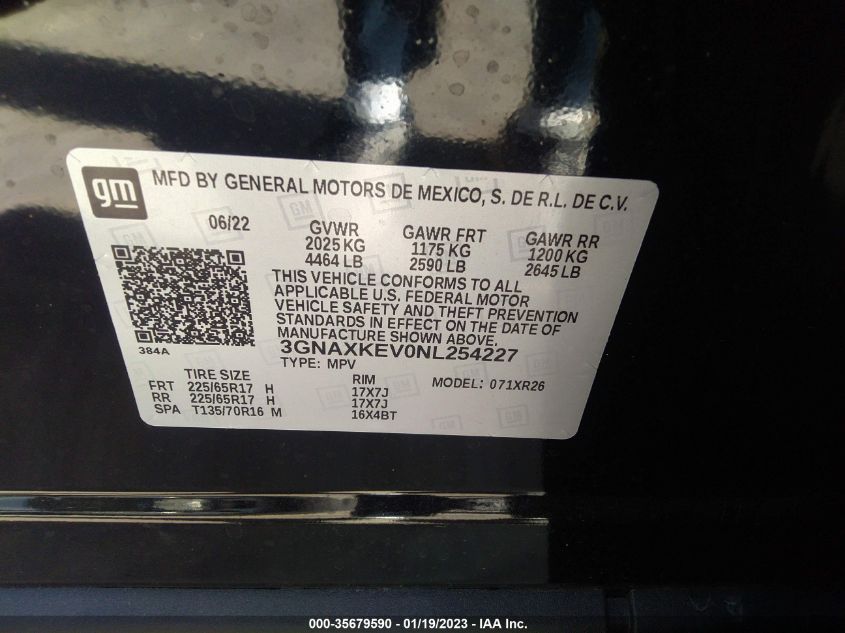 gm MFD BY GENERAL MOTORS DE MEXICO, S. DE R.L. DE C.V.
06/22 GVWR GAWR FRT GAWR RR
2025 KG 1175 KG 1200 KG
4464 LB 2590 LB 2645 LB
THIS VEHICLE CONFORMS TO ALL
APPLICABLE U.S. FEDERAL MOTOR
VEHICLE SAFETY AND THEFT PREVENTION
STANDARDS IN EFFECT ON THE DATE OF
MANUFACTURE SHOWN ABOVE.
384A 3GNAXKEV0NL254227
TYPE: MPV
TIRE SIZE RIM MODEL: 071XR26
FRT 225/65R17 H 17X7J
RR 225/65R17 H 17X7J
SPA T135/70R16 M 16X4BT
000-35679590 - 01/19/2023 - IAA Inc.